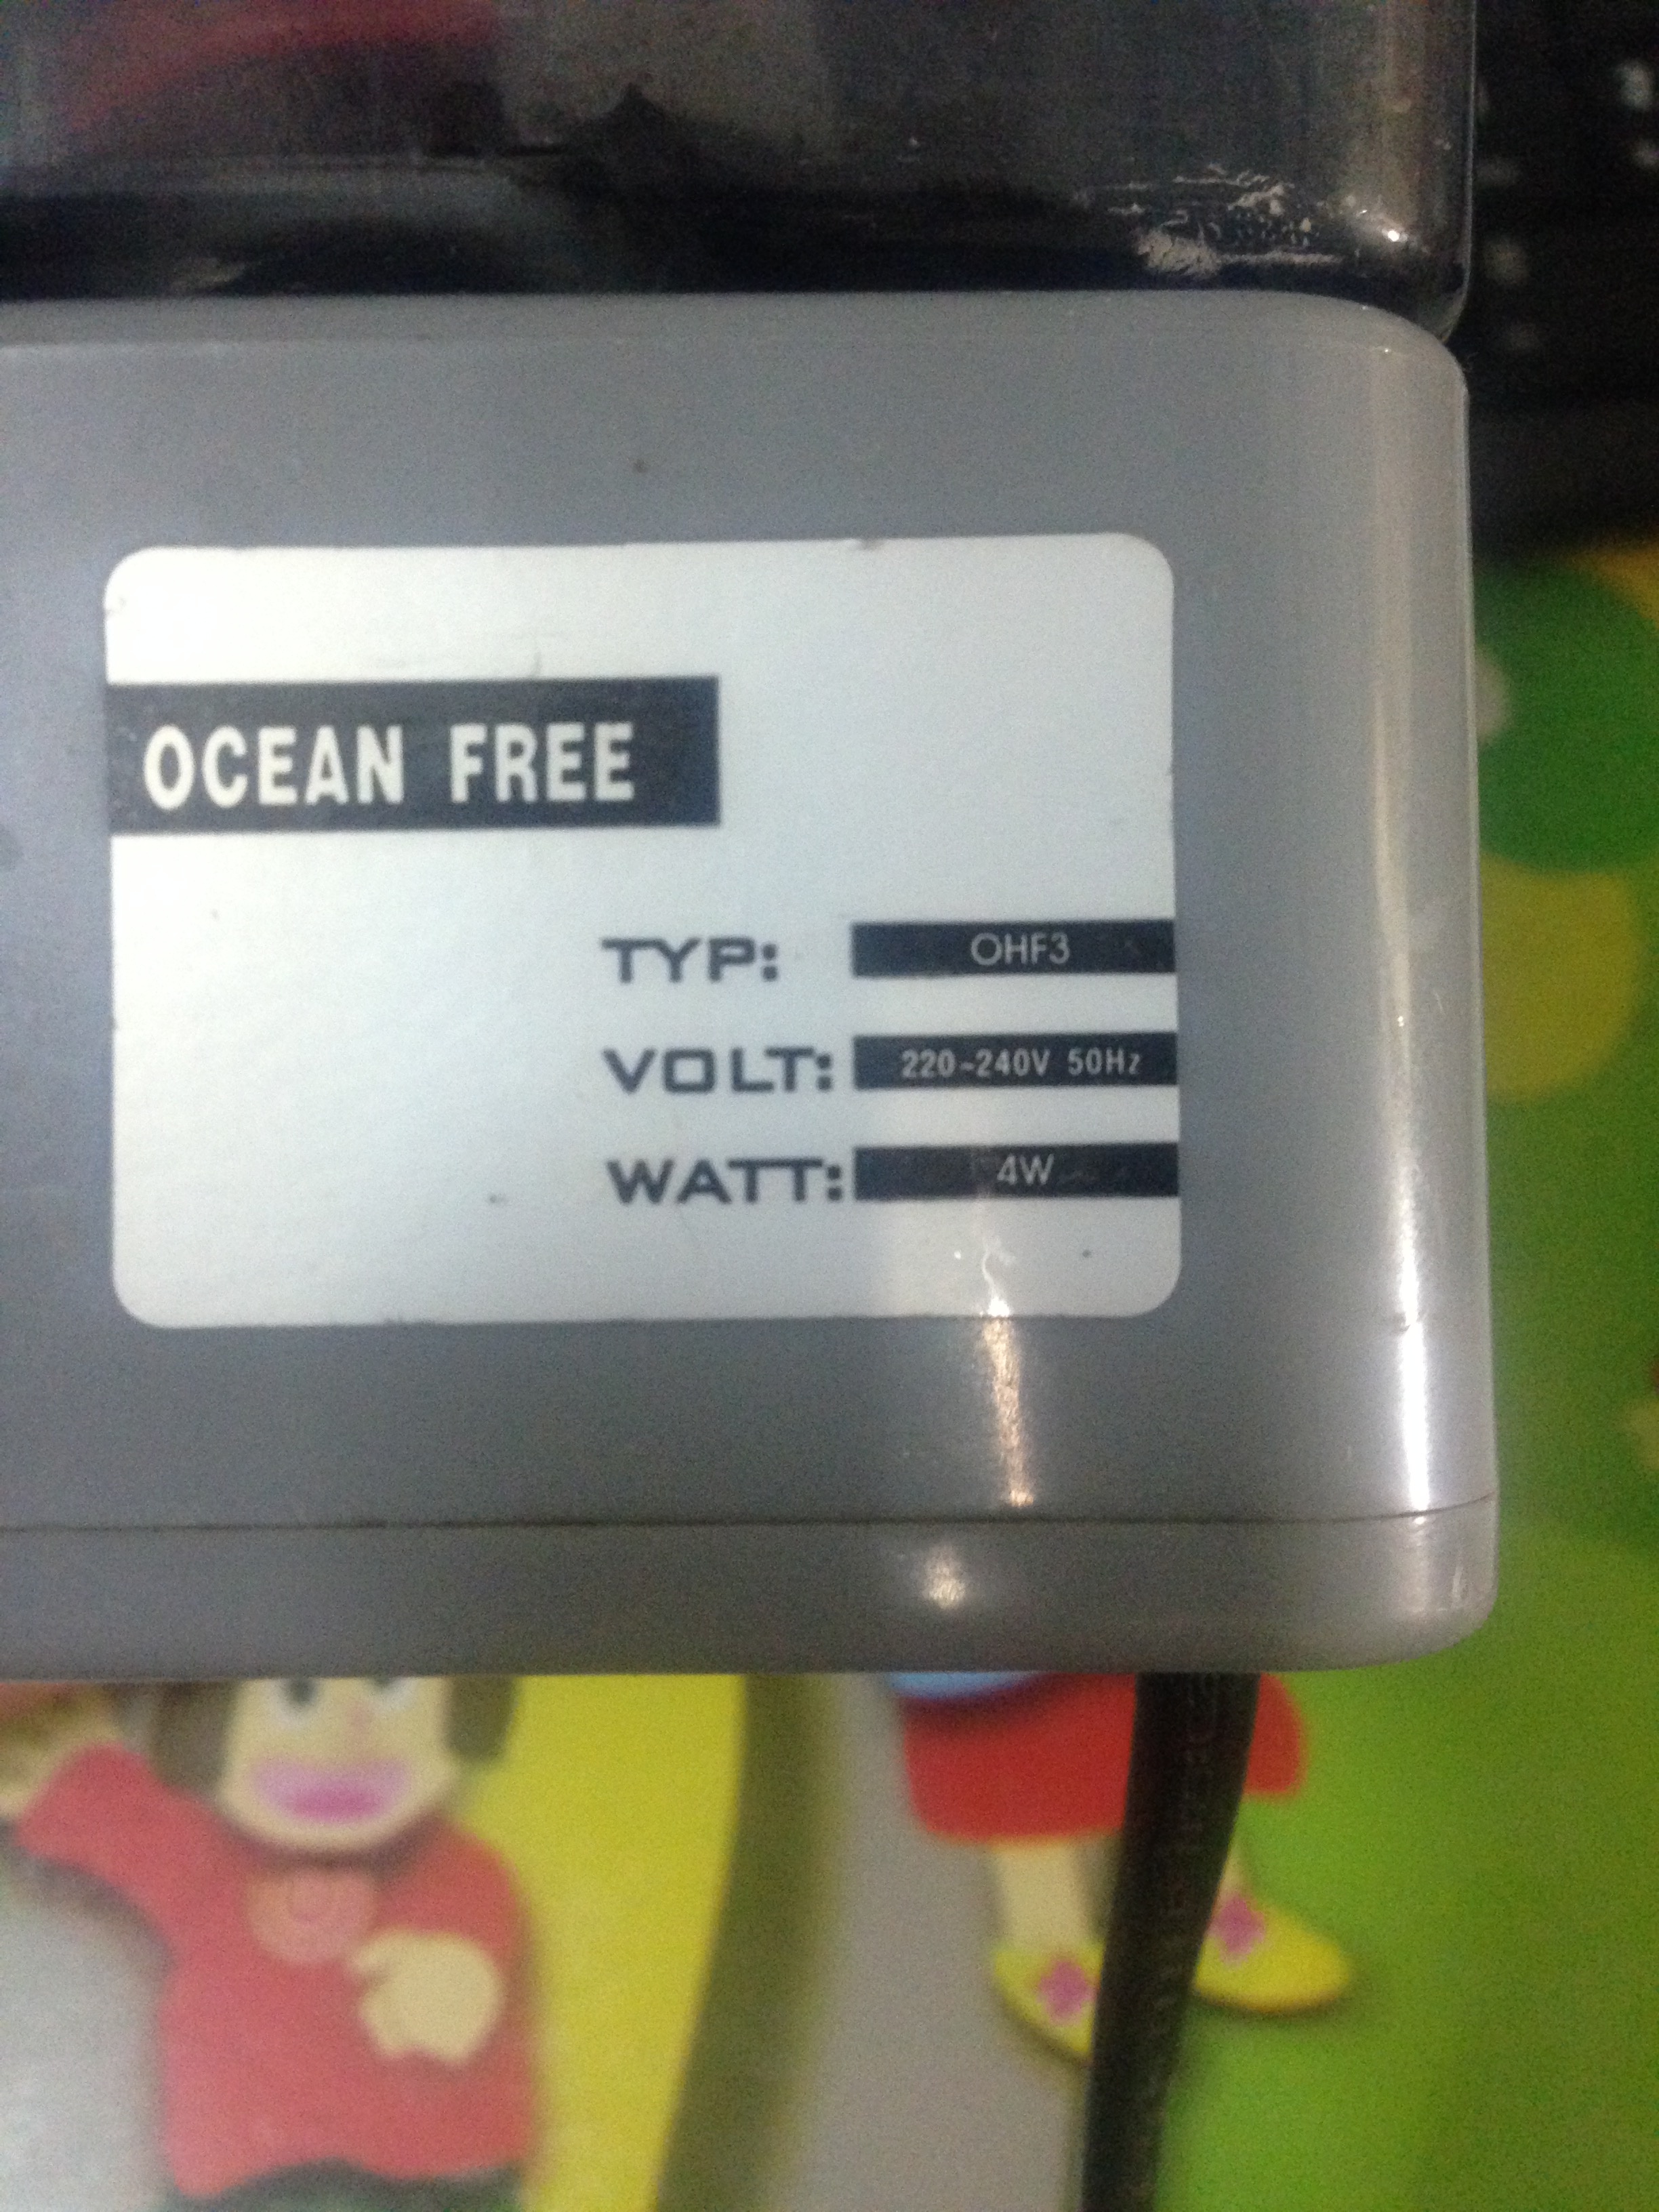 OCEAN FREE
TYP: OHF3
VOLT: 220~240V 50Hz
WATT: 4W